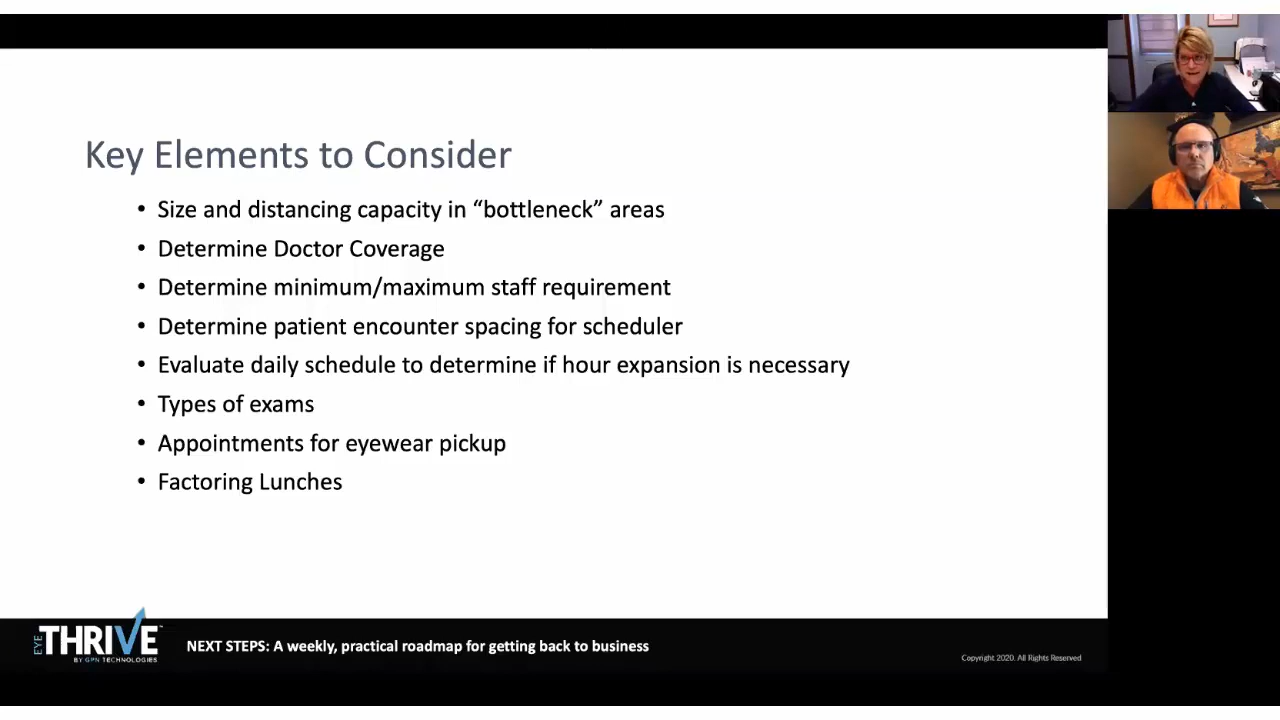 Key Elements to Consider
• Size and distancing capacity in “bottleneck” areas
• Determine Doctor Coverage
• Determine minimum/maximum staff requirement
• Determine patient encounter spacing for scheduler
• Evaluate daily schedule to determine if hour expansion is necessary
• Types of exams
• Appointments for eyewear pickup
• Factoring Lunches
EYE THRIVE™
BY GPN TECHNOLOGIES
NEXT STEPS: A weekly, practical roadmap for getting back to business
Copyright 2020. All Rights Reserved